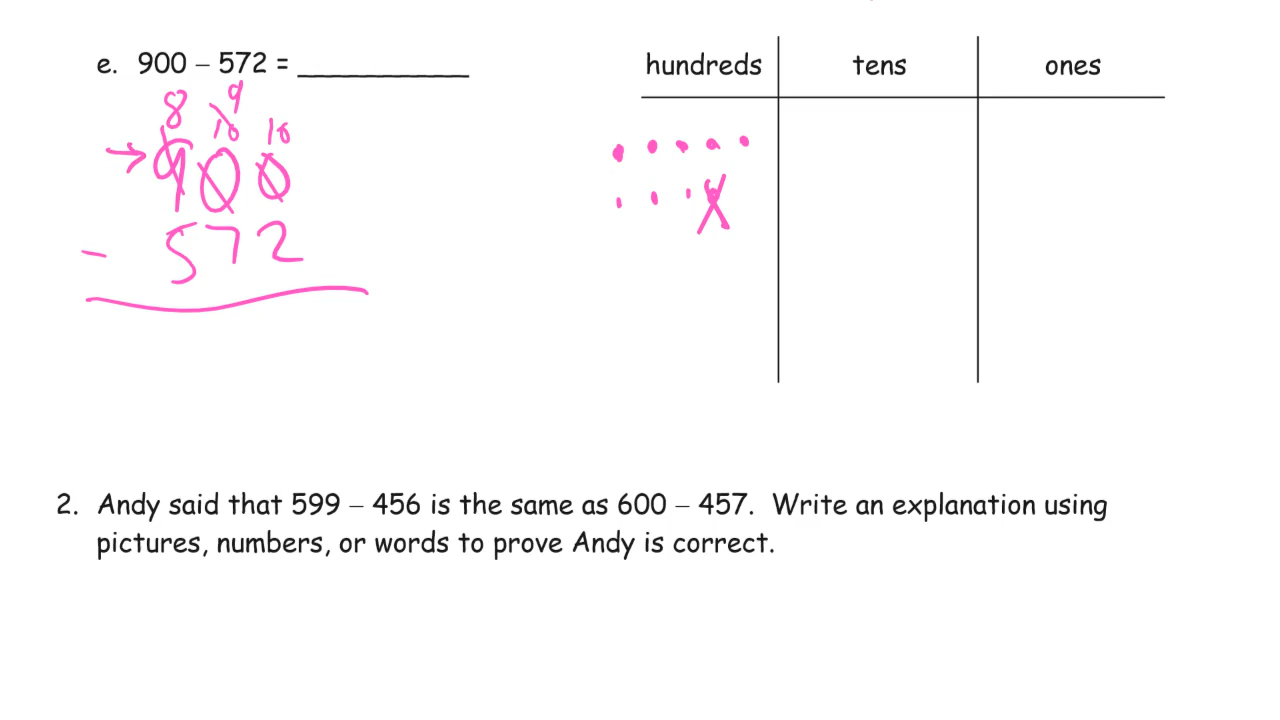 e. 900 – 572 = ___________
hundreds tens ones
8 9
10 10
900
- 572
2. Andy said that 599 – 456 is the same as 600 – 457. Write an explanation using
pictures, numbers, or words to prove Andy is correct.